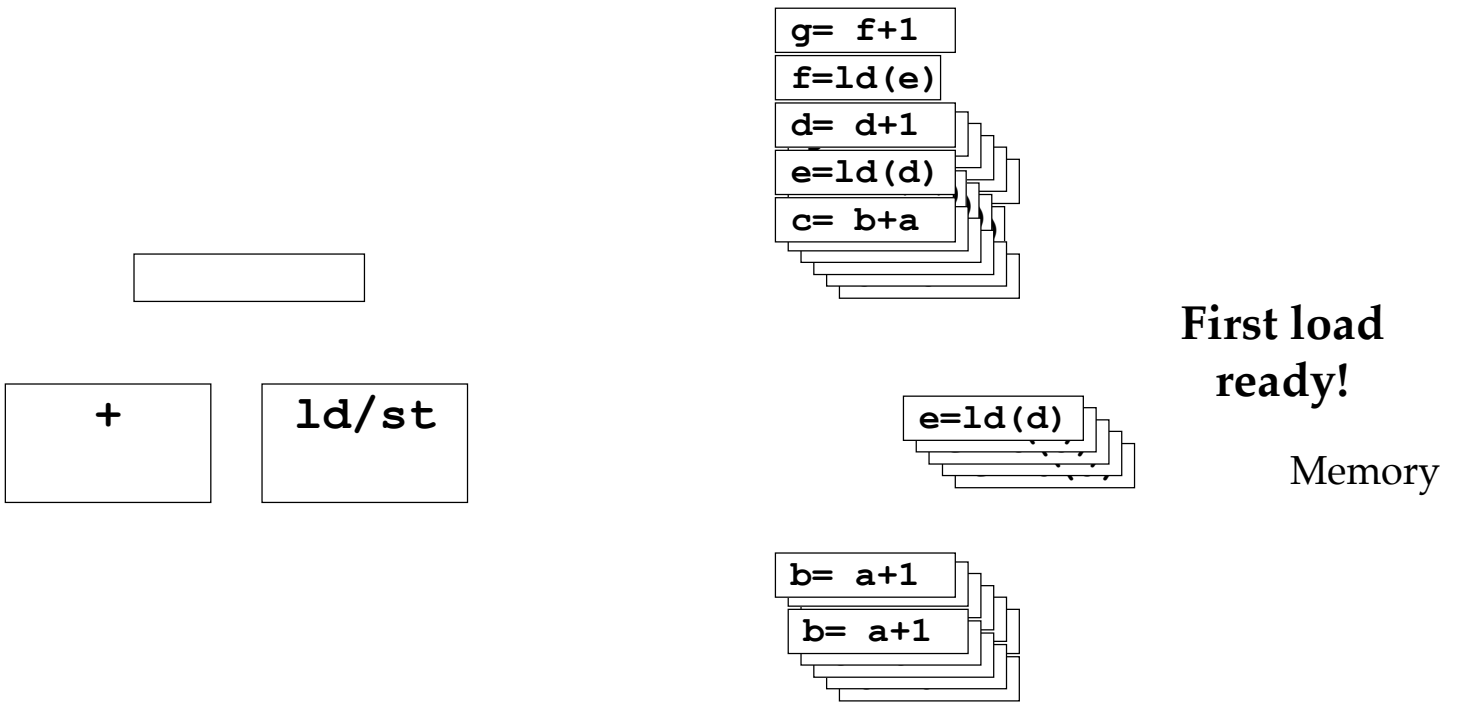 g= f+1
f=ld(e)
d= d+1
e=ld(d)
c= b+a
First load
ready!
+
ld/st
e=ld(d)
Memory
b= a+1
b= a+1